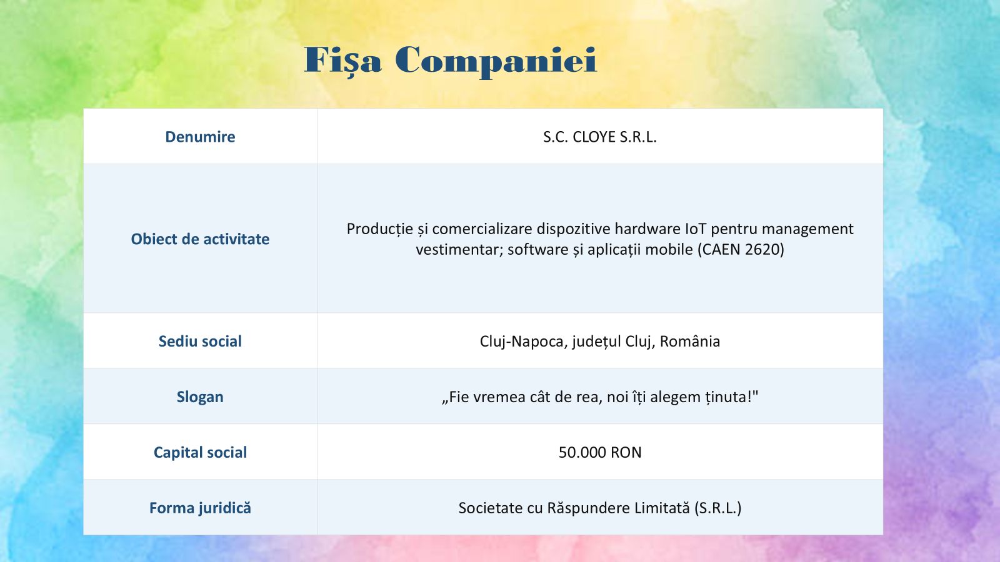 Fișa Companiei
Denumire
S.C. CLOYE S.R.L.
Obiect de activitate
Producție și comercializare dispozitive hardware IoT pentru management
vestimentar; software și aplicații mobile (CAEN 2620)
Sediu social
Cluj-Napoca, județul Cluj, România
Slogan
„Fie vremea cât de rea, noi îți alegem ținuta!"
Capital social
50.000 RON
Forma juridică
Societate cu Răspundere Limitată (S.R.L.)